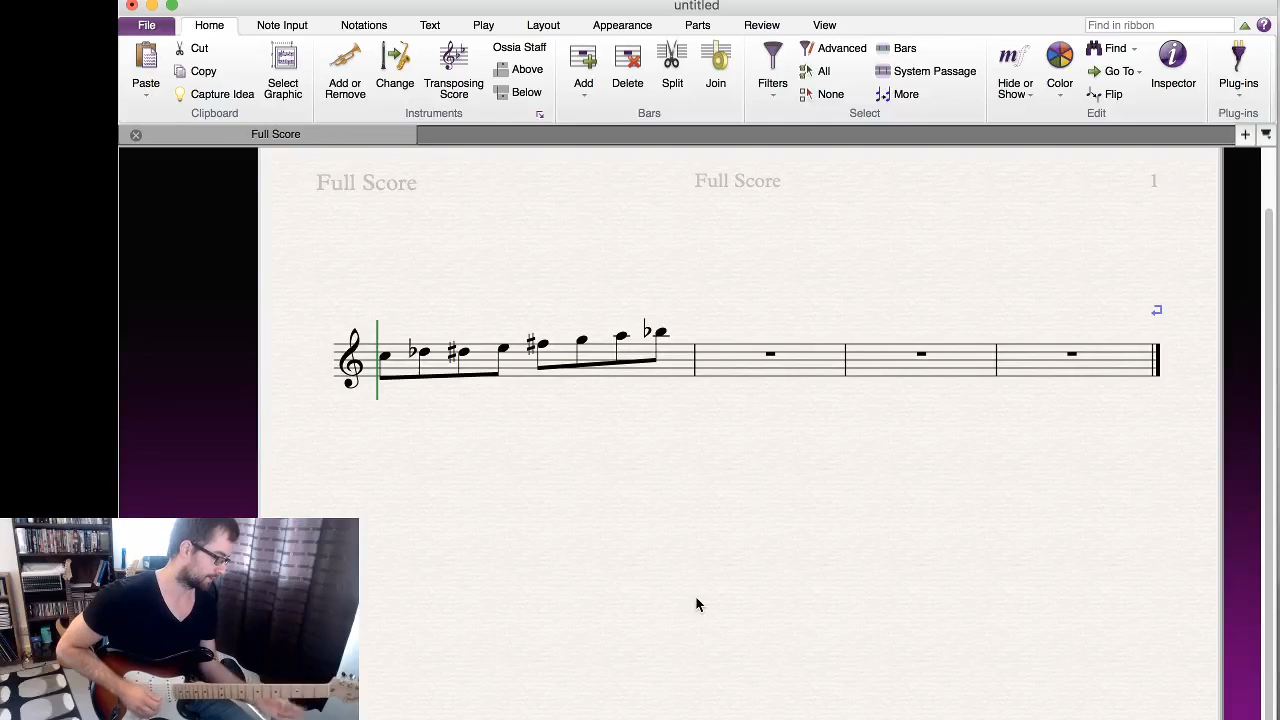 untitled
File Home Note Input Notations Text Play Layout Appearance Parts Review View Find in ribbon
Paste
Cut
Copy
Capture Idea
Select Graphic
Clipboard
Add or Remove
Change
Transposing Score
Ossia Staff
Above
Below
Instruments
Add
Delete
Split
Join
Bars
Filters
Advanced
All
None
Bars
System Passage
More
Select
Hide or Show
Color
Find
Go To
Flip
Inspector
Edit
Plug-ins
Plug-ins
Full Score
Full Score Full Score 1